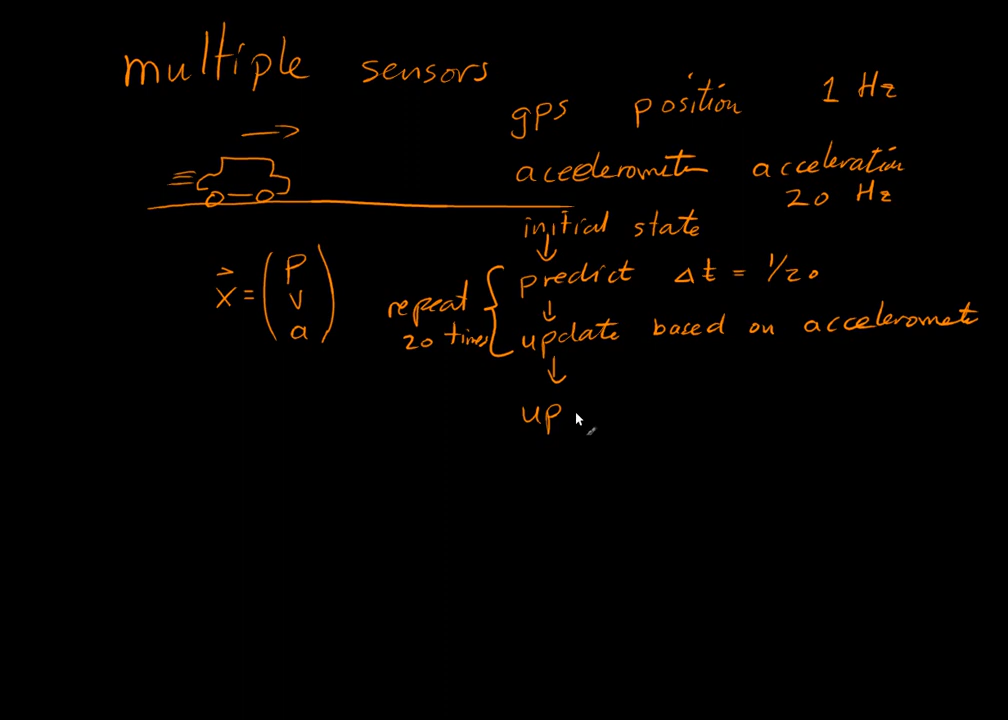 multiple sensors
gps position 1 Hz
accelerometer acceleration
20 Hz
initial state
predict Δt = 1/20
repeat
20 times
update based on accelerometer
up
x⃗ = (p
v
a)